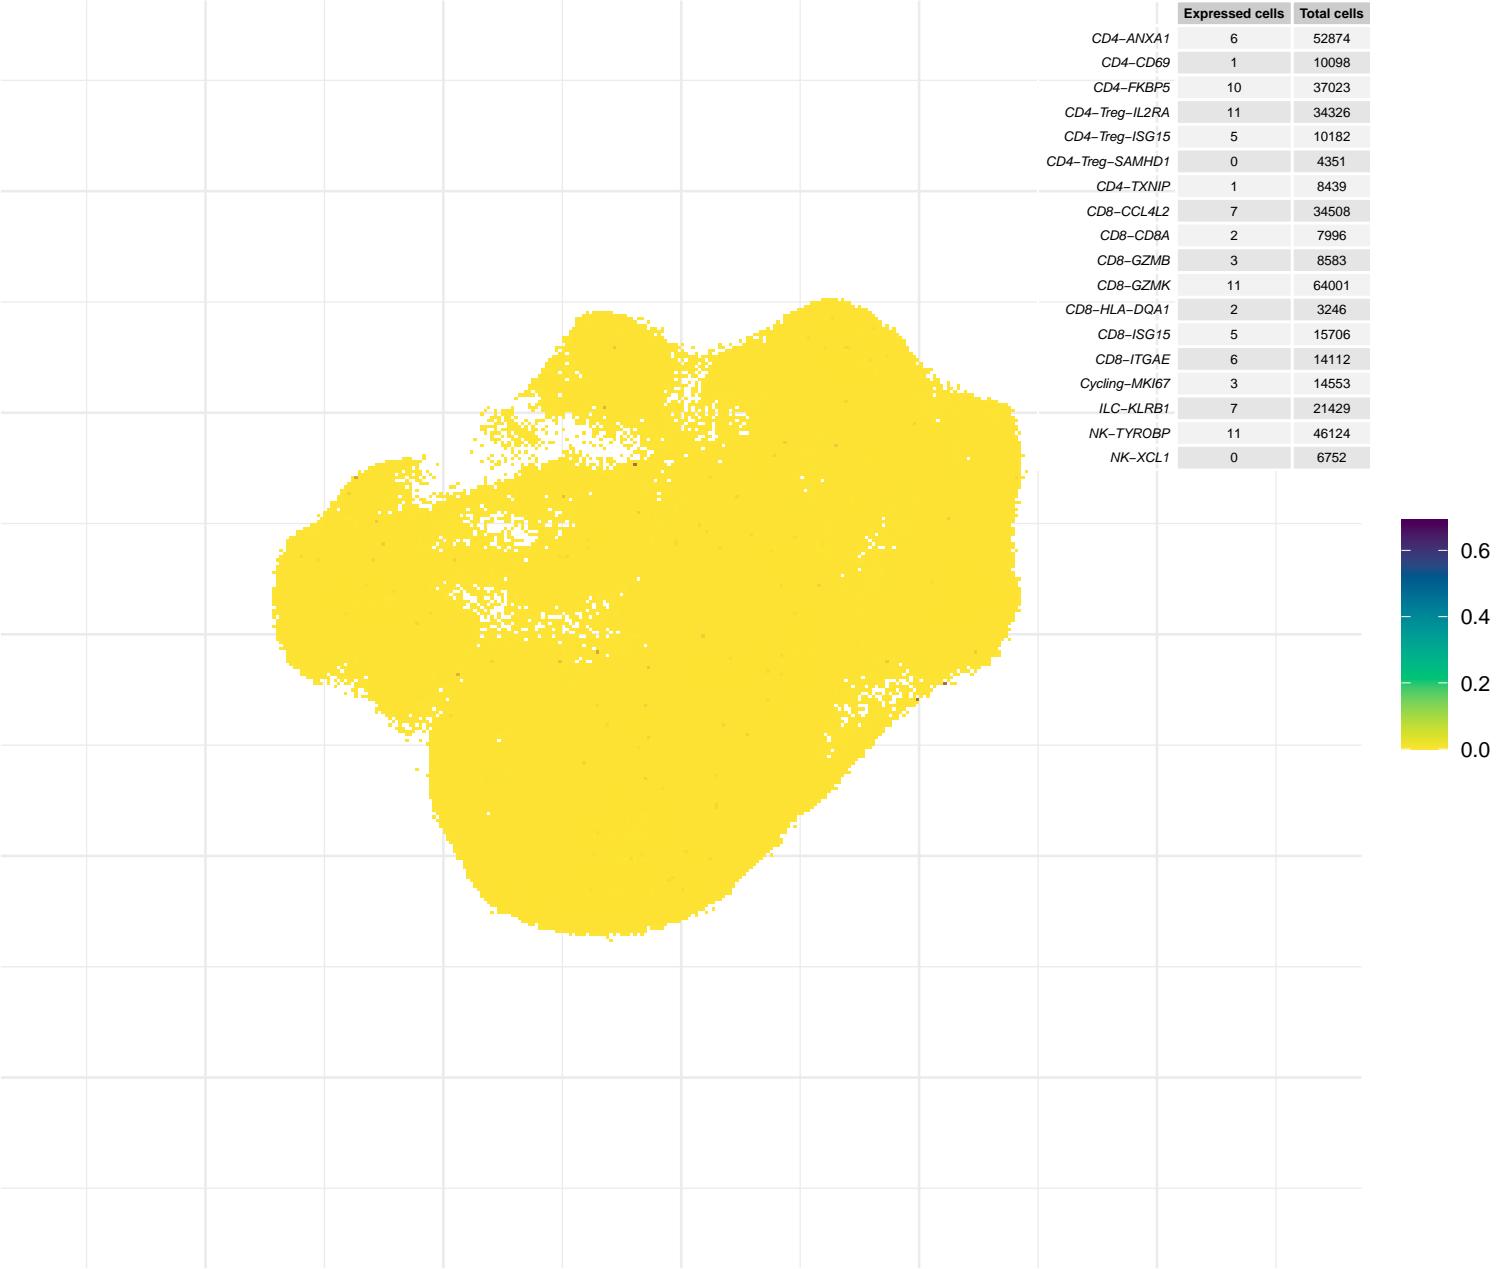 Expressed cells Total cells
CD4−ANXA1 6 52874
CD4−CD69 1 10098
CD4−FKBP5 10 37023
CD4−Treg−IL2RA 11 34326
CD4−Treg−ISG15 5 10182
CD4−Treg−SAMHD1 0 4351
CD4−TXNIP 1 8439
CD8−CCL4L2 7 34508
CD8−CD8A 2 7996
CD8−GZMB 3 8583
CD8−GZMK 11 64001
CD8−HLA−DQA1 2 3246
CD8−ISG15 5 15706
CD8−ITGAE 6 14112
Cycling−MKI67 3 14553
ILC−KLRB1 7 21429
NK−TYROBP 11 46124
NK−XCL1 0 6752
0.6
0.4
0.2
0.0